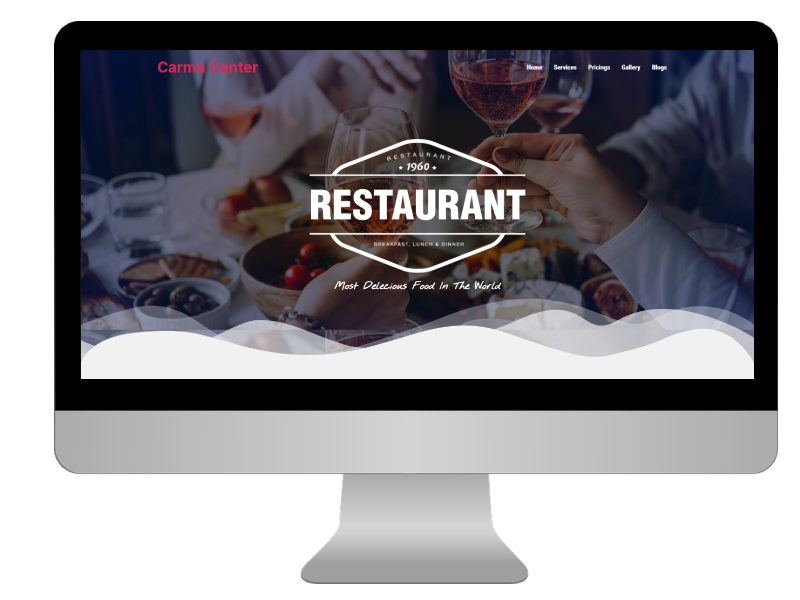 Carma Center
Home Services Pricings Gallery Blogs
RESTAURANT
★ 1960 ★
RESTAURANT
BREAKFAST, LUNCH & DINNER
Most Delecious Food In The World